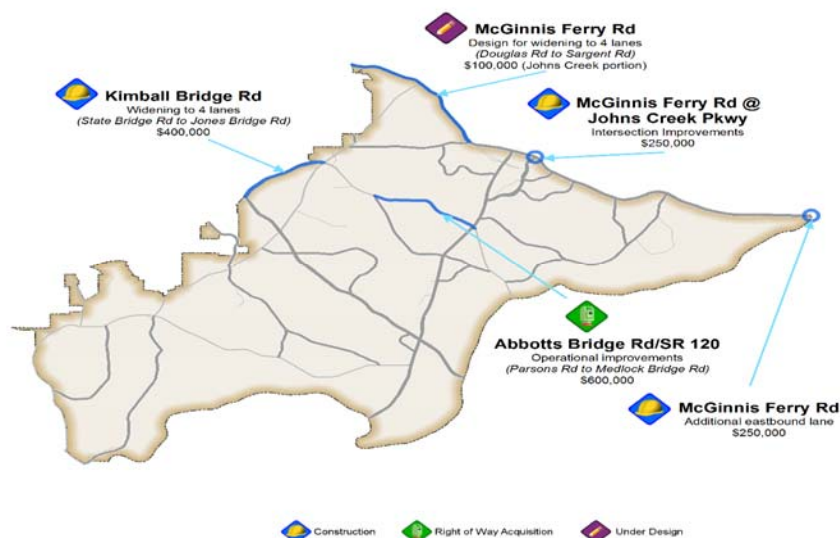 McGinnis Ferry Rd
Design for widening to 4 lanes
(Douglas Rd to Sargent Rd)
$100,000 (Johns Creek portion)
Kimball Bridge Rd
Widening to 4 lanes
(State Bridge Rd to Jones Bridge Rd)
$400,000
McGinnis Ferry Rd @
Johns Creek Pkwy
Intersection Improvements
$250,000
Abbotts Bridge Rd/SR 120
Operational improvements
(Parsons Rd to Medlock Bridge Rd)
$600,000
McGinnis Ferry Rd
Additional eastbound lane
$250,000
Construction
Right of Way Acquisition
Under Design